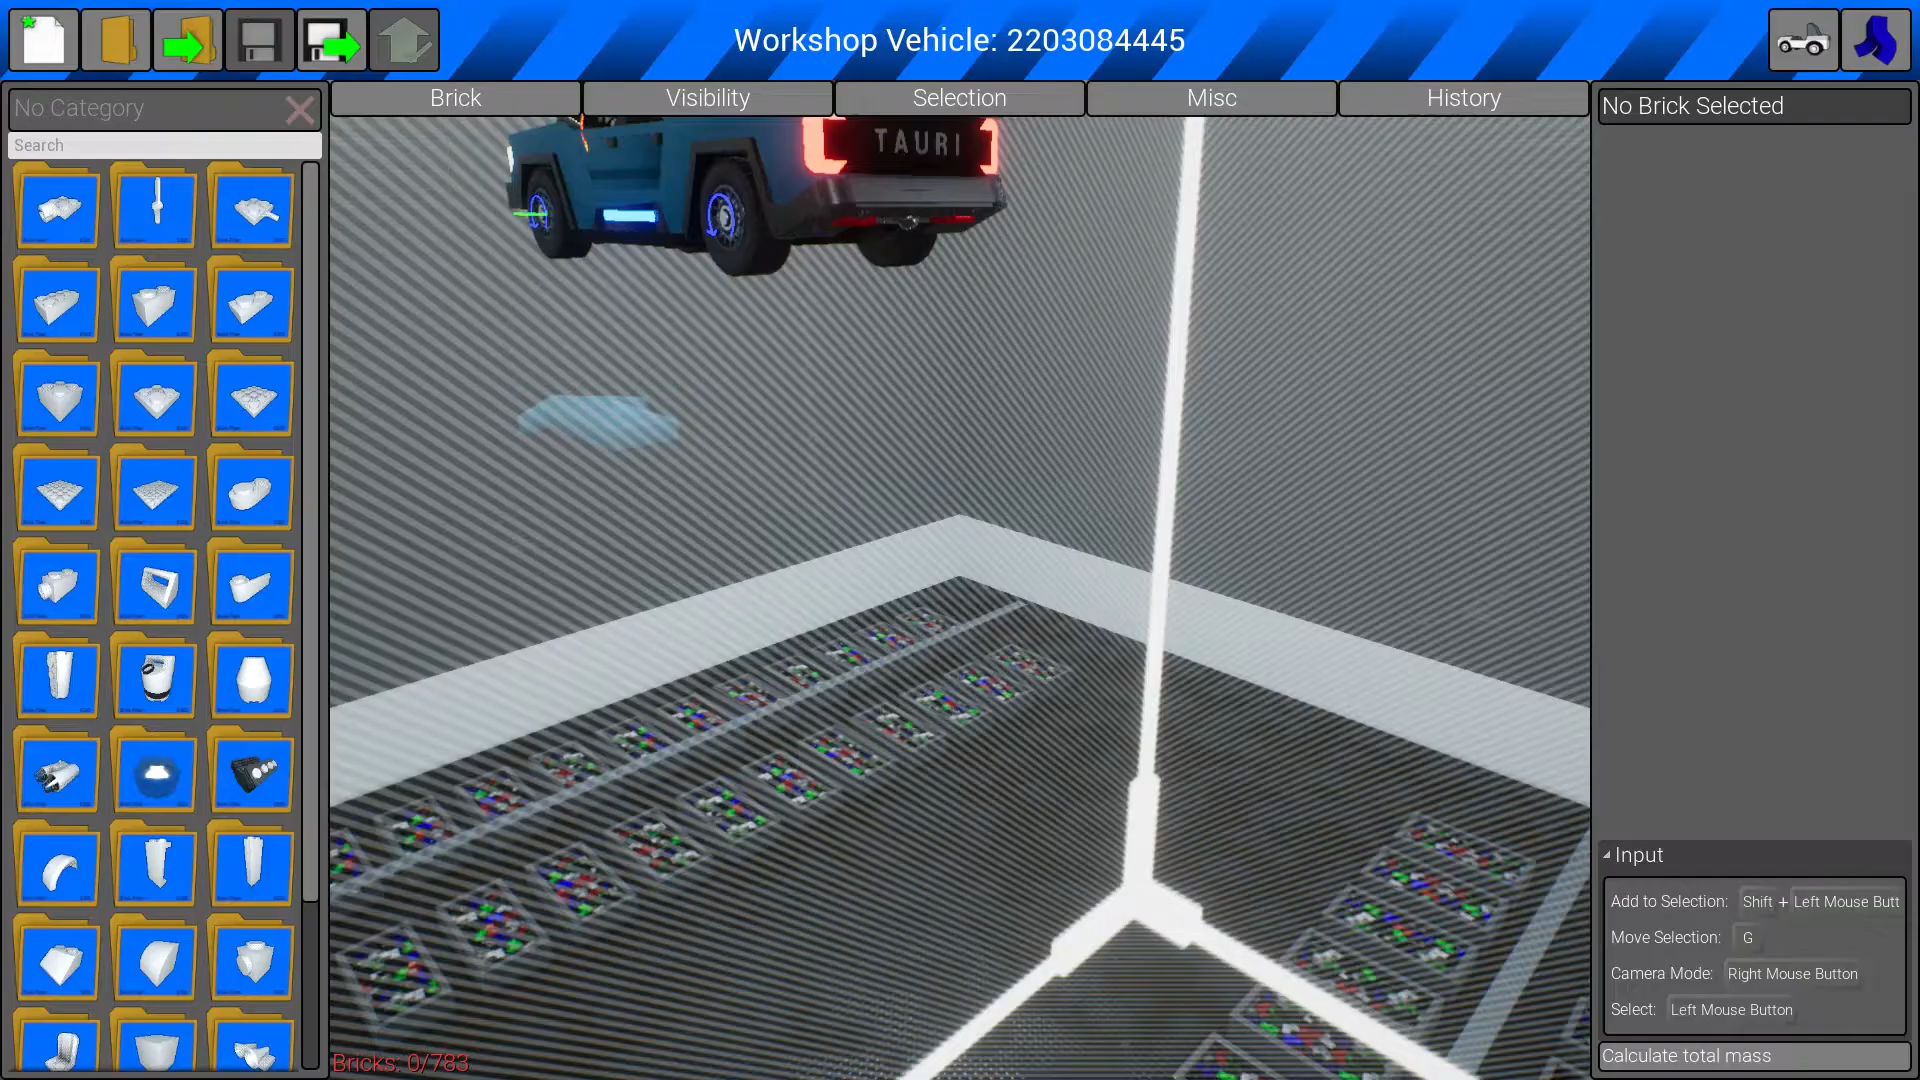 Workshop Vehicle: 2203084445
No Category
Search
Brick
Visibility
Selection
Misc
History
No Brick Selected
TAURI
Input
Add to Selection: Shift + Left Mouse Butt
Move Selection: G
Camera Mode: Right Mouse Button
Select: Left Mouse Button
Bricks: 0/783
Calculate total mass